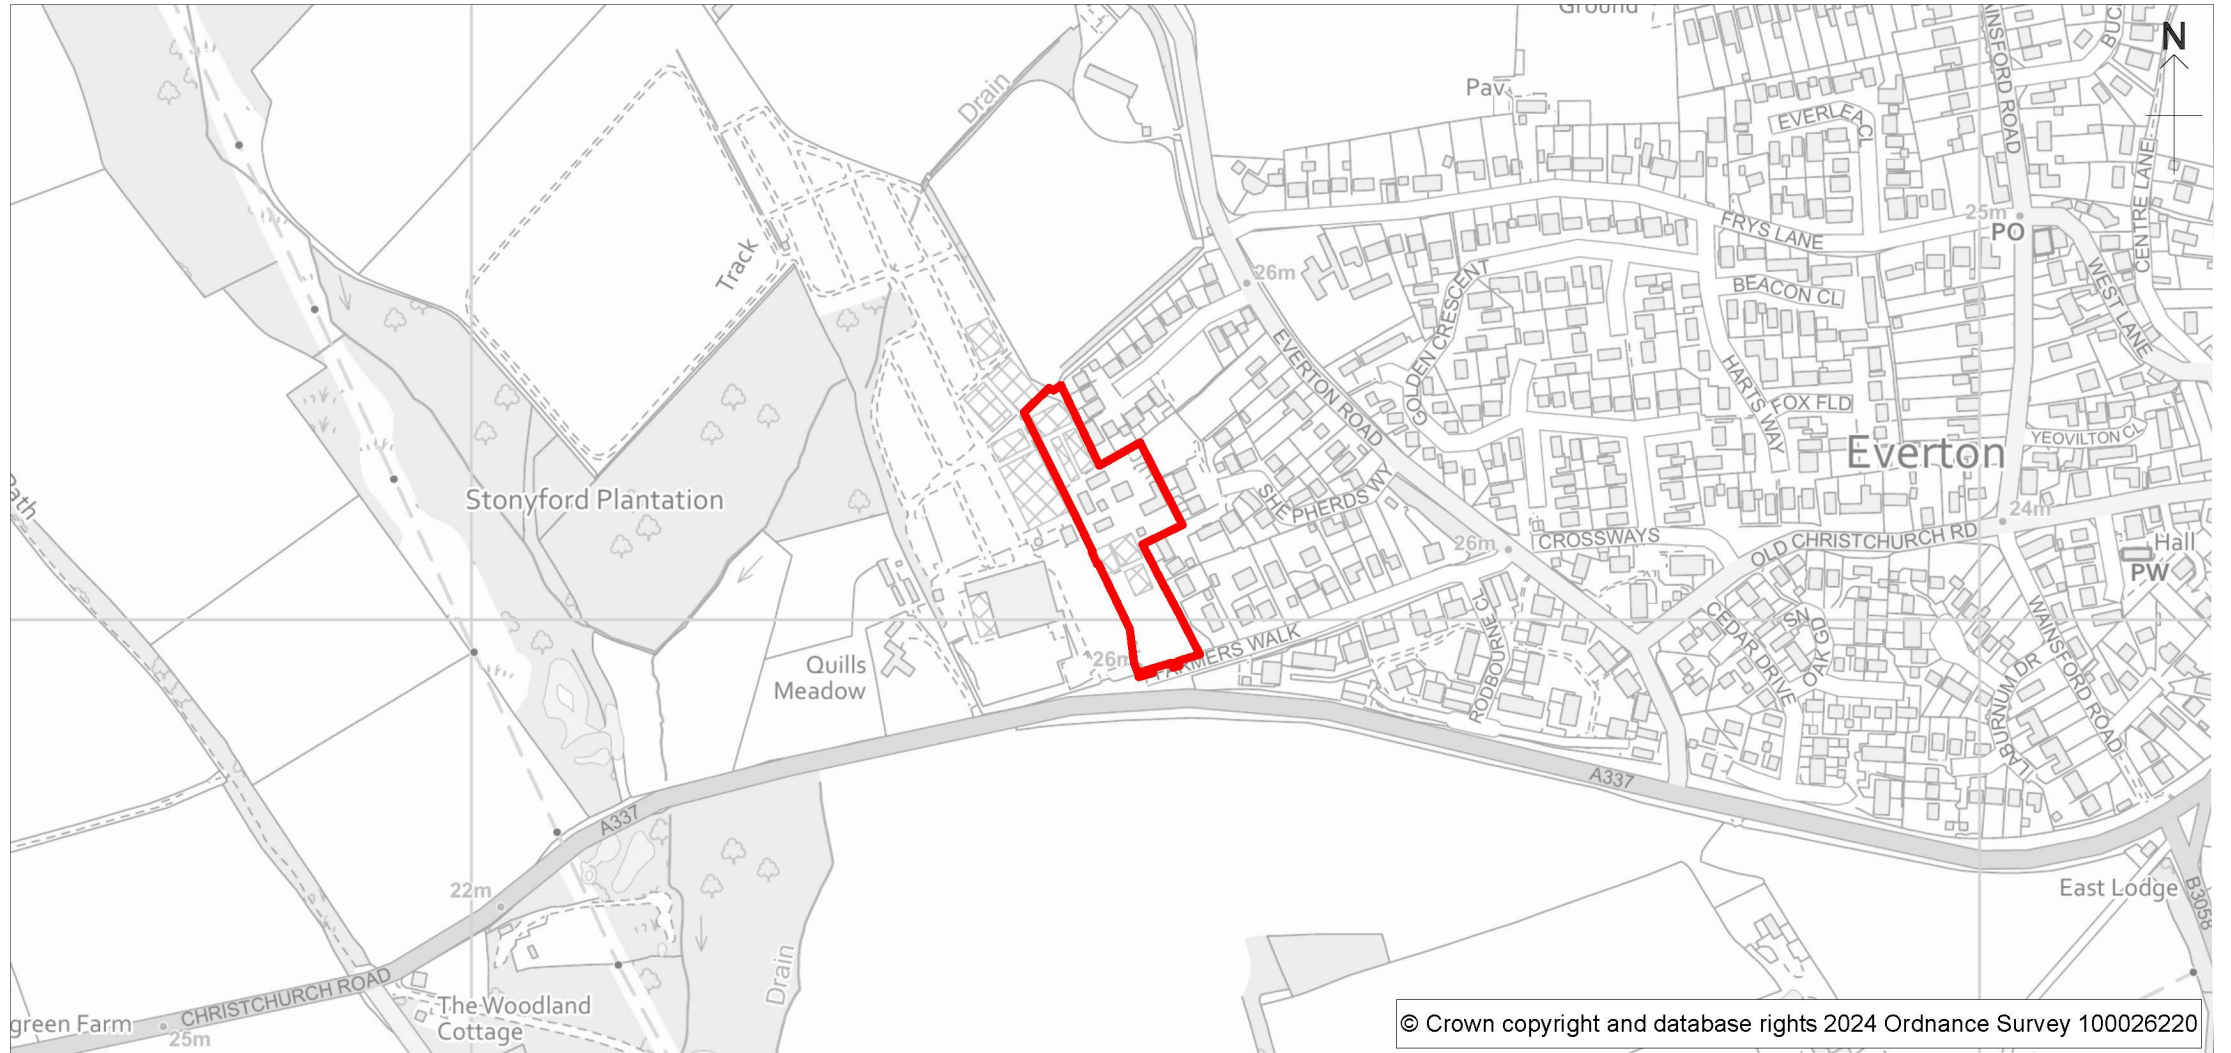 Ground
N
Drain
Pav
EVERLEA CL
AINSFORD ROAD
BUC
CENTRE LANE
FRYS LANE
25m
PO
WEST LANE
Track
26m
GOLDEN CRESCENT
BEACON CL
EVERTON ROAD
HARTS WAY
FOX FLD
Everton
YEOVILTON CL
Path
Stonyford Plantation
SHEPHERDS WY
24m
26m
CROSSWAYS
OLD CHRISTCHURCH RD
Hall
PW
Quills
Meadow
26m
FARMERS WALK
RODBOURNE CL
CEDAR DRIVE
OAK GDNS
LABURNUM DR
WAINSFORD ROAD
A337
A337
22m
East Lodge
B3058
Drain
CHRISTCHURCH ROAD
The Woodland
Cottage
green Farm
25m
© Crown copyright and database rights 2024 Ordnance Survey 100026220